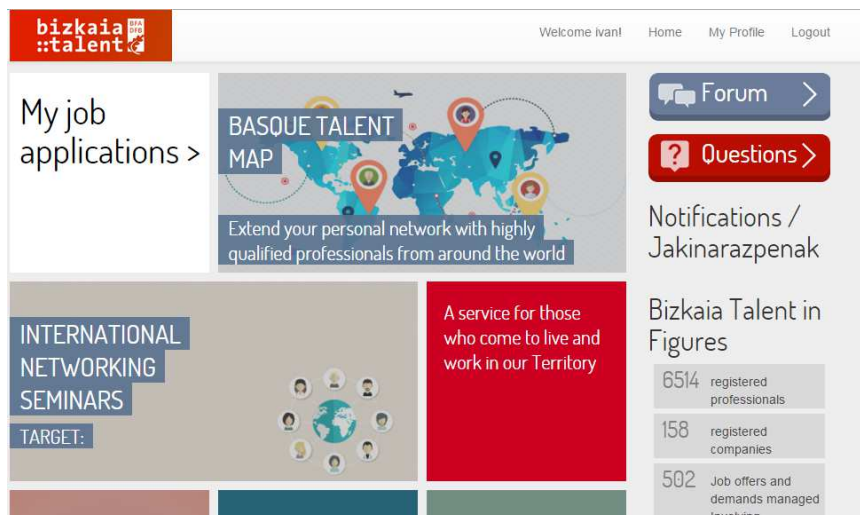 bizkaia BFA
::talent DFB
Welcome ivan! Home My Profile Logout
My job
applications >
BASQUE TALENT
MAP
Extend your personal network with highly
qualified professionals from around the world
Forum
Questions
Notifications /
Jakinarazpenak
INTERNATIONAL
NETWORKING
SEMINARS
TARGET:
A service for those
who come to live and
work in our Territory
Bizkaia Talent in
Figures
6514 registered
professionals
158 registered
companies
502 Job offers and
demands managed